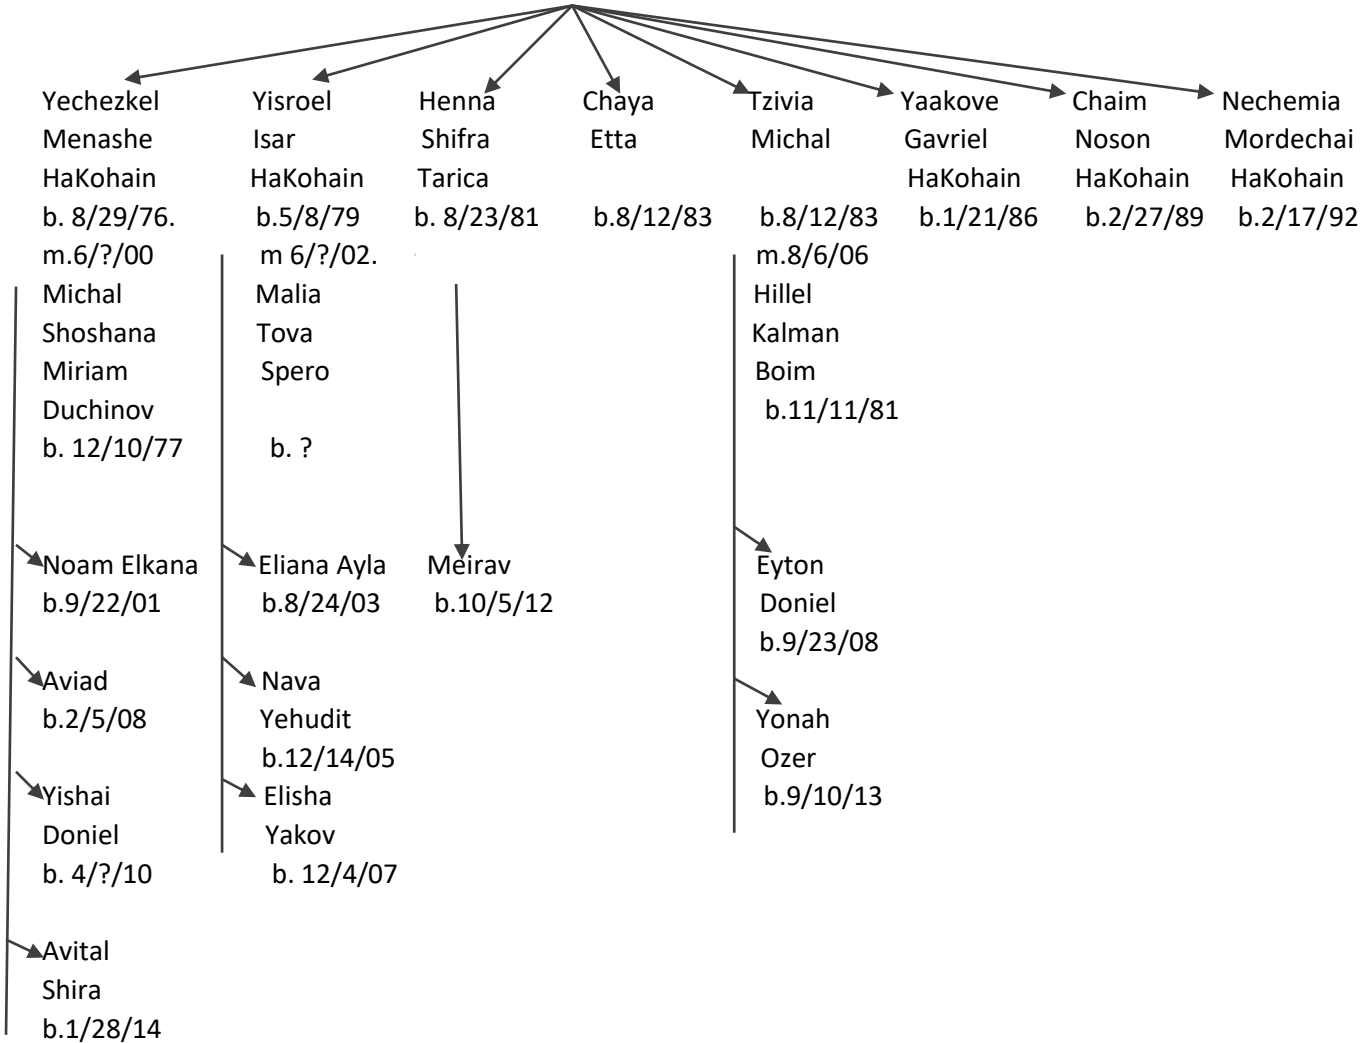 Yechezkel Yisroel Henna Chaya Tzivia Yaakove Chaim Nechemia
Menashe Isar Shifra Etta Michal Gavriel Noson Mordechai
HaKohain HaKohain Tarica HaKohain HaKohain HaKohain
b. 8/29/76. b.5/8/79 b. 8/23/81 b.8/12/83 b.8/12/83 b.1/21/86 b.2/27/89 b.2/17/92
m.6/?/00 m 6/?/02. m.8/6/06
Michal Malia Hillel
Shoshana Tova Kalman
Miriam Spero Boim
Duchinov b.11/11/81
b. 12/10/77 b. ?
Noam Elkana Eliana Ayla Meirav Eyton
b.9/22/01 b.8/24/03 b.10/5/12 Doniel
b.9/23/08
Aviad Nava
b.2/5/08 Yehudit Yonah
b.12/14/05 Ozer
Yishai Elisha b.9/10/13
Doniel Yakov
b. 4/?/10 b. 12/4/07
Avital
Shira
b.1/28/14